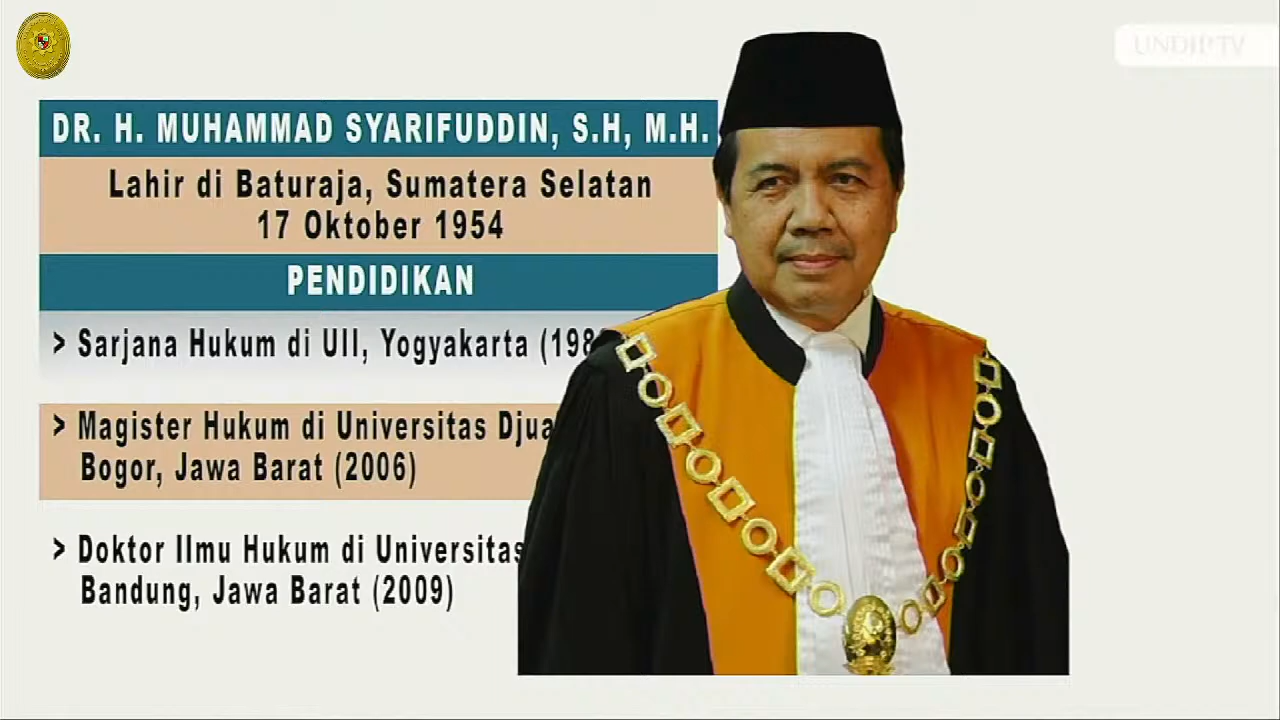 UNDIP TV
DR. H. MUHAMMAD SYARIFUDDIN, S.H, M.H.
Lahir di Baturaja, Sumatera Selatan
17 Oktober 1954
PENDIDIKAN
> Sarjana Hukum di UII, Yogyakarta
> Magister Hukum di Universitas
Bogor, Jawa Barat (2006)
> Doktor Ilmu Hukum di Universitas
Bandung, Jawa Barat (2009)